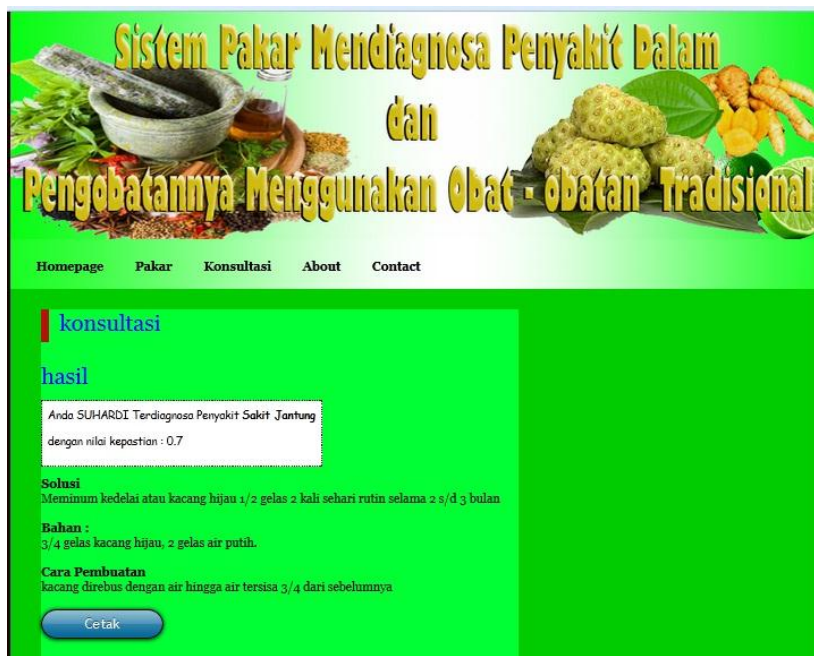 Sistem Pakar Mendiagnosa Penyakit Dalam
dan
Pengobatannya Menggunakan Obat - obatan Tradisional
Homepage Pakar Konsultasi About Contact
konsultasi
hasil
Anda SUHARDI Terdiagnosa Penyakit Sakit Jantung
dengan nilai kepastian : 0.7
Solusi
Meminum kedelai atau kacang hijau 1/2 gelas 2 kali sehari rutin selama 2 s/d 3 bulan
Bahan :
3/4 gelas kacang hijau, 2 gelas air putih.
Cara Pembuatan
kacang direbus dengan air hingga air tersisa 3/4 dari sebelumnya
Cetak